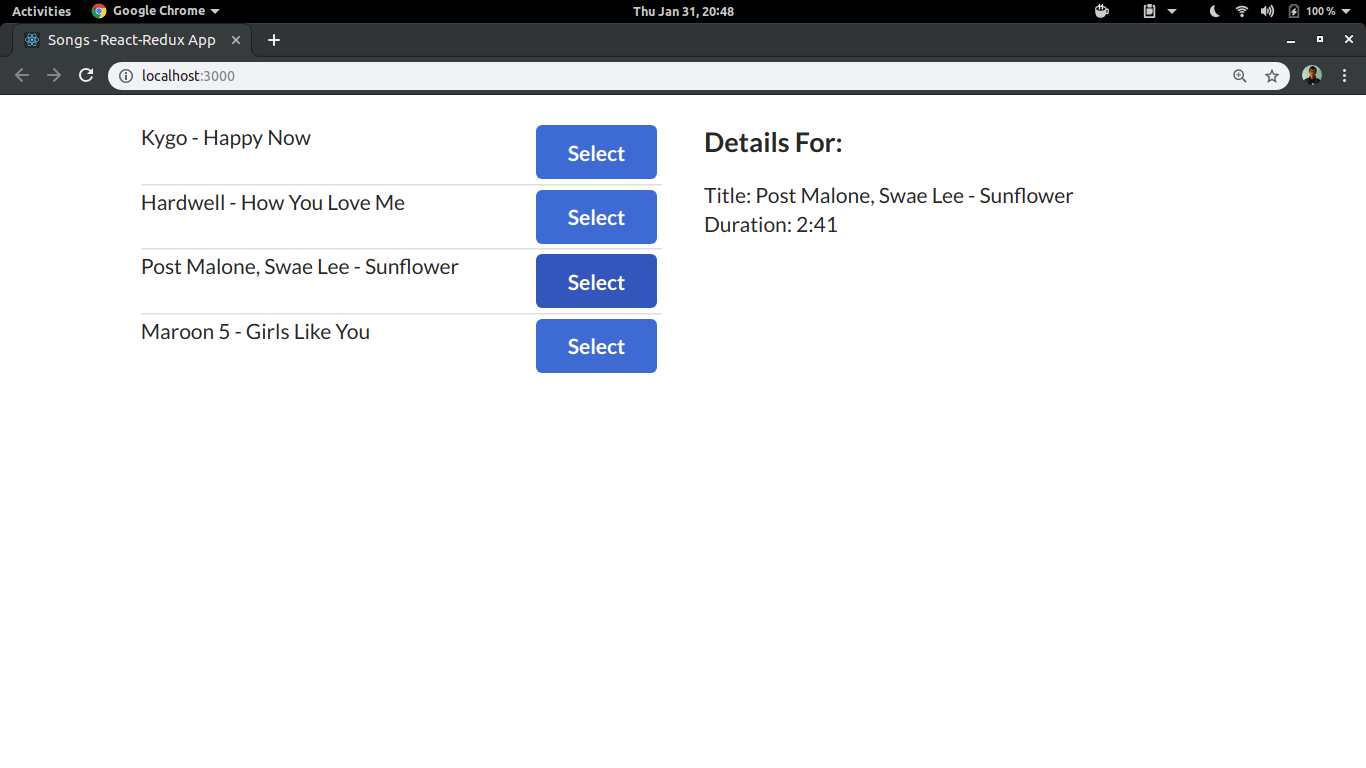 Activities Google Chrome Thu Jan 31, 20:48 100 %
Songs - React-Redux App
localhost:3000
Kygo - Happy Now Select
Hardwell - How You Love Me Select
Post Malone, Swae Lee - Sunflower Select
Maroon 5 - Girls Like You Select
Details For:
Title: Post Malone, Swae Lee - Sunflower
Duration: 2:41